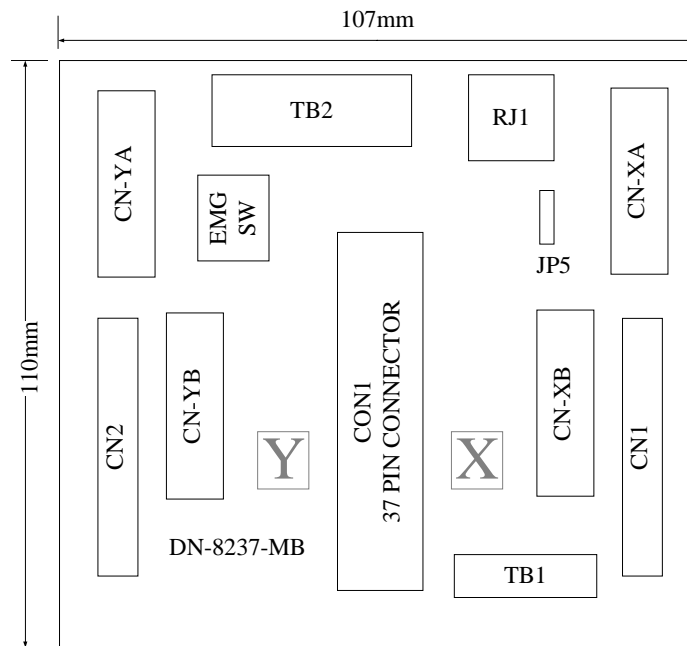 107mm
TB2
RJ1
CN-YA
CN-XA
EMG
SW
JP5
110mm
CN2
CN-YB
CON1
37 PIN CONNECTOR
CN-XB
CN1
Y
X
DN-8237-MB
TB1